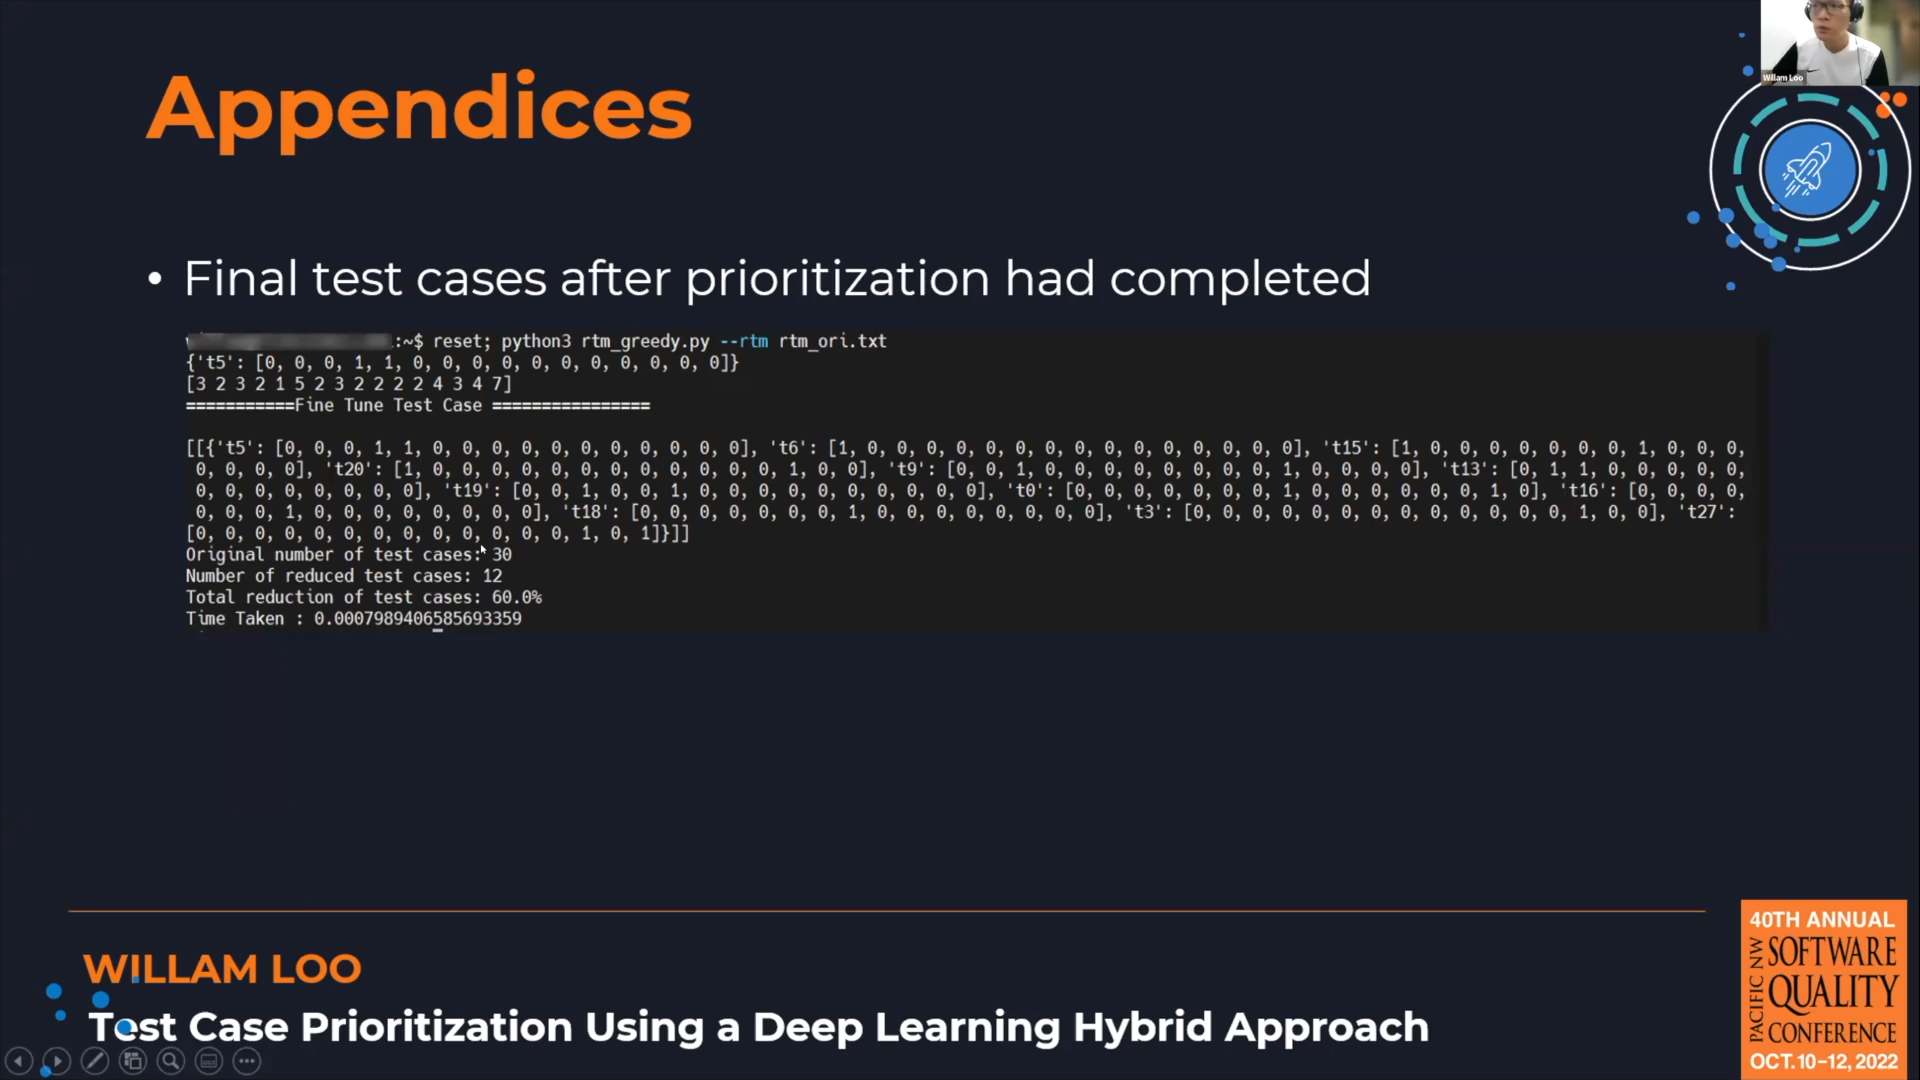 Willam Loo
Appendices
• Final test cases after prioritization had completed
:~$ reset; python3 rtm_greedy.py --rtm rtm_ori.txt
{'t5': [0, 0, 0, 1, 1, 0, 0, 0, 0, 0, 0, 0, 0, 0, 0, 0]}
[3 2 3 2 1 5 2 3 2 2 2 2 4 3 4 7]
===========Fine Tune Test Case ================
[[{'t5': [0, 0, 0, 1, 1, 0, 0, 0, 0, 0, 0, 0, 0, 0, 0, 0], 't6': [1, 0, 0, 0, 0, 0, 0, 0, 0, 0, 0, 0, 0, 0, 0, 0], 't15': [1, 0, 0, 0, 0, 0, 0, 0, 1, 0, 0, 0,
0, 0, 0, 0], 't20': [1, 0, 0, 0, 0, 0, 0, 0, 0, 0, 0, 0, 0, 1, 0, 0], 't9': [0, 0, 1, 0, 0, 0, 0, 0, 0, 0, 0, 1, 0, 0, 0, 0], 't13': [0, 1, 1, 0, 0, 0, 0, 0,
0, 0, 0, 0, 0, 0, 0, 0], 't19': [0, 0, 1, 0, 0, 1, 0, 0, 0, 0, 0, 0, 0, 0, 0, 0], 't0': [0, 0, 0, 0, 0, 0, 0, 1, 0, 0, 0, 0, 0, 0, 1, 0], 't16': [0, 0, 0, 0,
0, 0, 0, 1, 0, 0, 0, 0, 0, 0, 0, 0], 't18': [0, 0, 0, 0, 0, 0, 0, 1, 0, 0, 0, 0, 0, 0, 0, 0], 't3': [0, 0, 0, 0, 0, 0, 0, 0, 0, 0, 0, 0, 0, 1, 0, 0], 't27':
[0, 0, 0, 0, 0, 0, 0, 0, 0, 0, 0, 0, 0, 1, 0, 1]}]]
Original number of test cases: 30
Number of reduced test cases: 12
Total reduction of test cases: 60.0%
Time Taken : 0.0007989406585693359
WILLAM LOO
Test Case Prioritization Using a Deep Learning Hybrid Approach
40TH ANNUAL
PACIFIC NW
SOFTWARE
QUALITY
CONFERENCE
OCT. 10–12, 2022